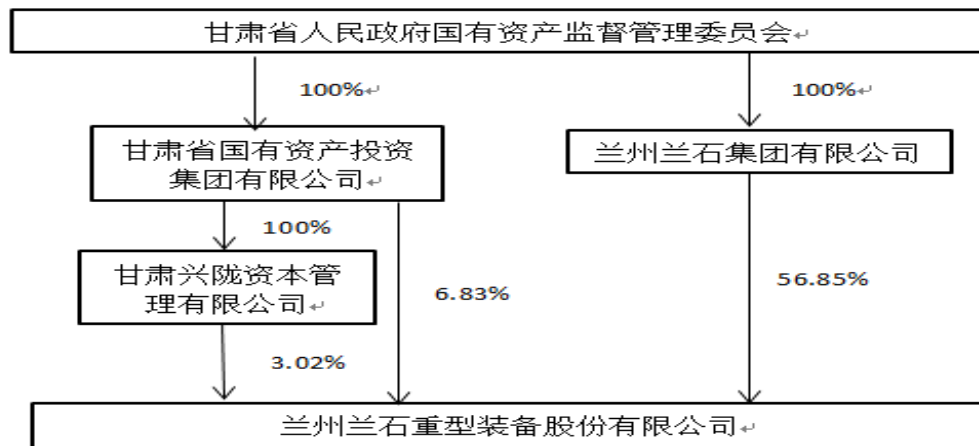 甘肃省人民政府国有资产监督管理委员会↵
100%↵
100%↵
甘肃省国有资产投资
集团有限公司↵
兰州兰石集团有限公司
100%
甘肃兴陇资本管
理有限公司↵
6.83%
56.85%
3.02%
兰州兰石重型装备股份有限公司↵